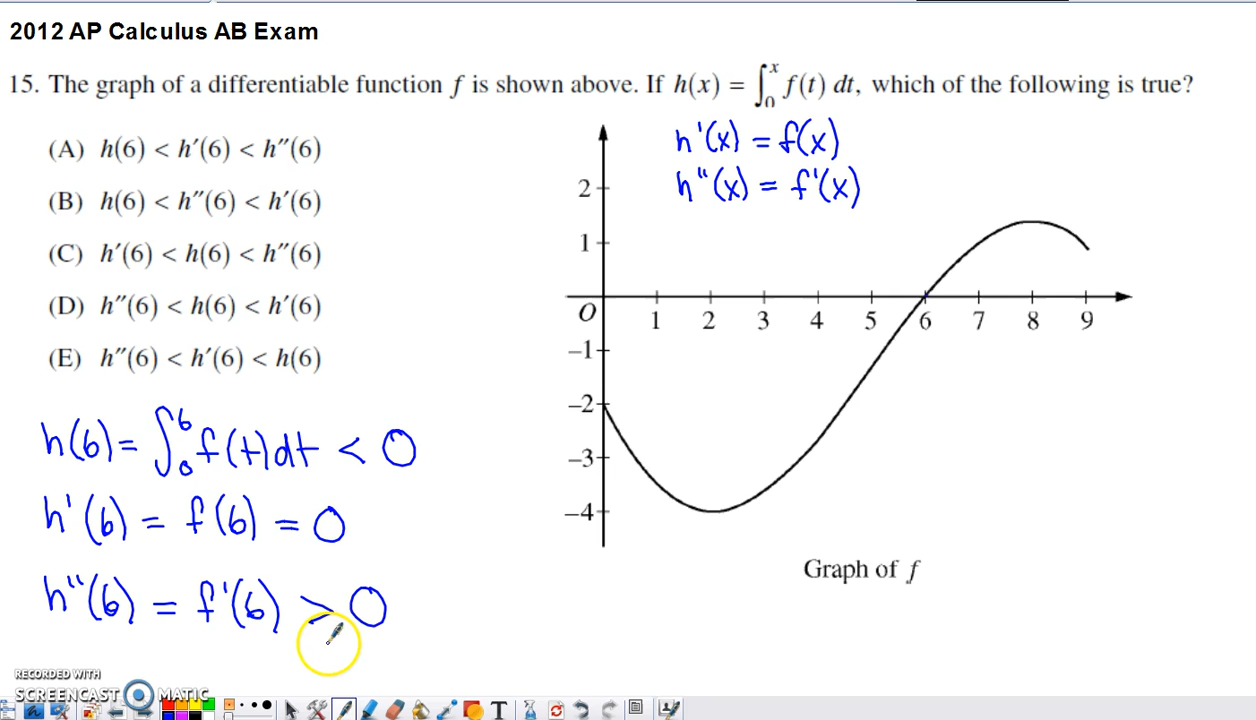 2012 AP Calculus AB Exam
15. The graph of a differentiable function f is shown above. If h(x) = ∫₀ˣ f(t) dt, which of the following is true?
(A) h(6) < h′(6) < h″(6)
(B) h(6) < h″(6) < h′(6)
(C) h′(6) < h(6) < h″(6)
(D) h″(6) < h(6) < h′(6)
(E) h″(6) < h′(6) < h(6)
h'(x) = f(x)
h"(x) = f'(x)
2
1
O
1 2 3 4 5 6 7 8 9
−1
−2
−3
−4
Graph of f
h(6) = ∫₀⁶ f(t)dt < 0
h'(6) = f(6) = 0
h"(6) = f'(6) > 0
RECORDED WITH
SCREENCAST MATIC
T